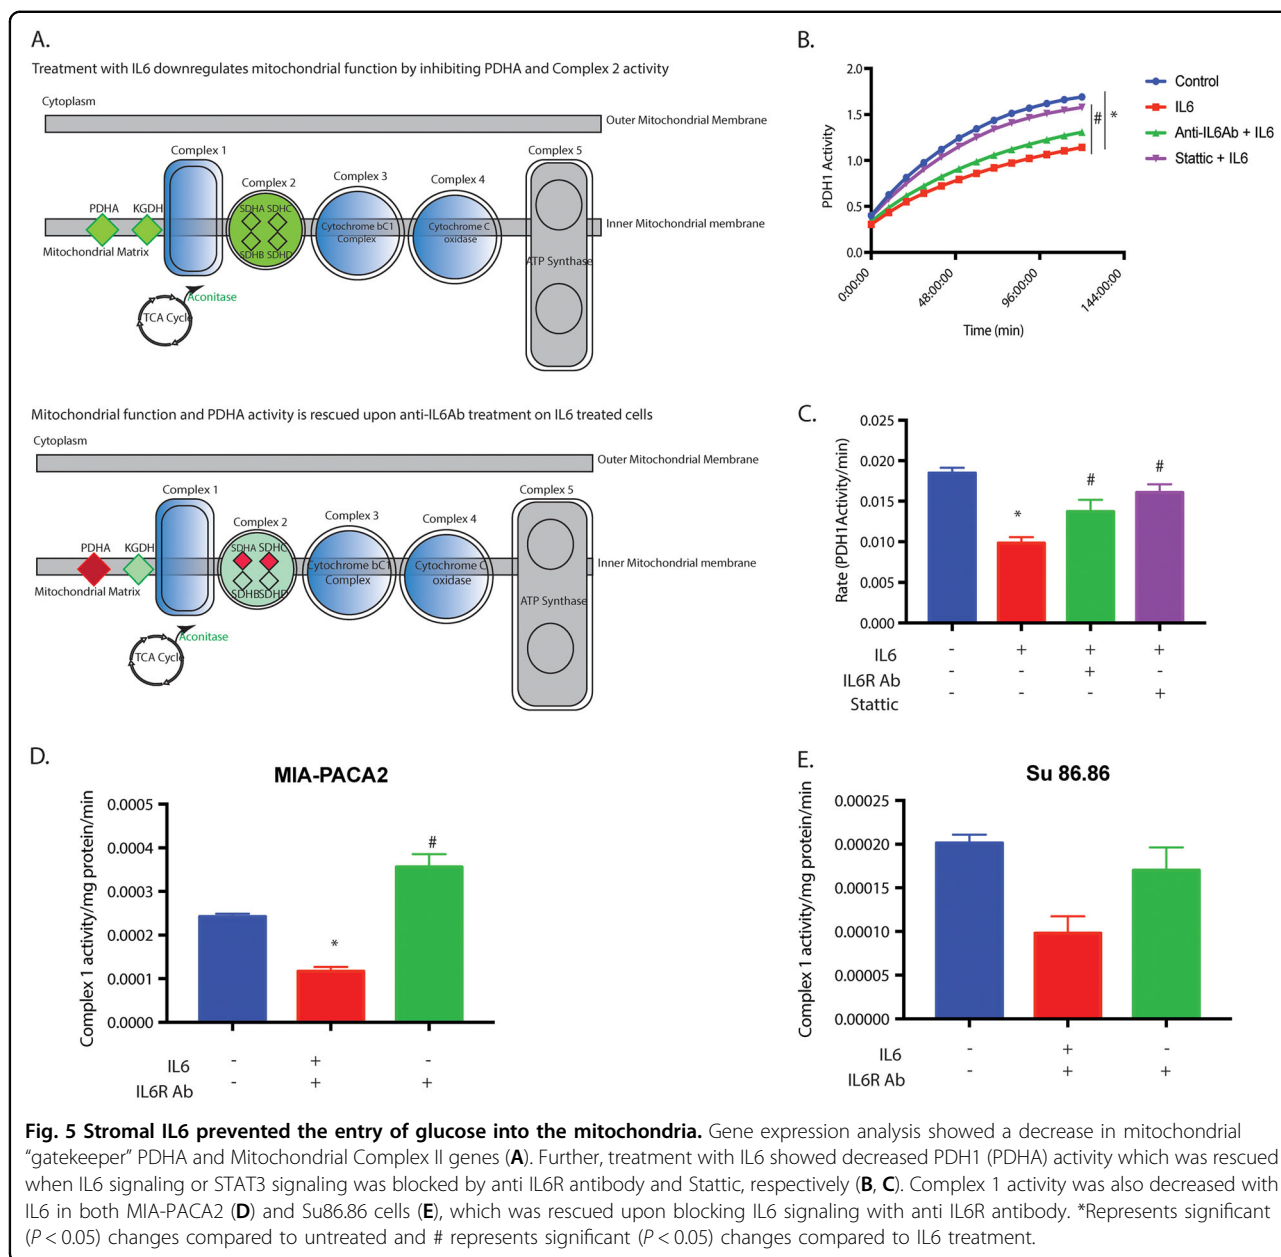 A.
Treatment with IL6 downregulates mitochondrial function by inhibiting PDHA and Complex 2 activity
Cytoplasm
Outer Mitochondrial Membrane
Complex 1
Complex 2
Complex 3
Complex 4
Complex 5
PDHA
KGDH
SDHA SDHC
SDHB SDHD
Cytochrome bC1
Complex
Cytochrome C
oxidase
ATP Synthase
Inner Mitochondrial membrane
Mitochondrial Matrix
Aconitase
TCA Cycle
Mitochondrial function and PDHA activity is rescued upon anti-IL6Ab treatment on IL6 treated cells
Cytoplasm
Outer Mitochondrial Membrane
Complex 1
Complex 2
Complex 3
Complex 4
Complex 5
PDHA
KGDH
SDHA SDHC
SDHB SDHD
Cytochrome bC1
Complex
Cytochrome C
oxidase
ATP Synthase
Inner Mitochondrial membrane
Mitochondrial Matrix
Aconitase
TCA Cycle
B.
PDH1 Activity
2.0
1.5
1.0
0.5
0.0
0:00:00
48:00:00
96:00:00
144:00:00
Time (min)
Control
IL6
Anti-IL6Ab + IL6
Stattic + IL6
# *
C.
Rate (PDH1Activity/min)
0.025
0.020
0.015
0.010
0.005
0.000
* # #
IL6 - + + +
IL6R Ab - - + -
Stattic - - - +
D.
MIA-PACA2
Complex 1 activity/mg protein/min
0.0005
0.0004
0.0003
0.0002
0.0001
0.0000
* #
IL6 - + -
IL6R Ab - + +
E.
Su 86.86
Complex 1 activity/mg protein/min
0.00025
0.00020
0.00015
0.00010
0.00005
0.00000
IL6 - + -
IL6R Ab - + +
Fig. 5 Stromal IL6 prevented the entry of glucose into the mitochondria. Gene expression analysis showed a decrease in mitochondrial
"gatekeeper" PDHA and Mitochondrial Complex II genes (A). Further, treatment with IL6 showed decreased PDH1 (PDHA) activity which was rescued
when IL6 signaling or STAT3 signaling was blocked by anti IL6R antibody and Stattic, respectively (B, C). Complex 1 activity was also decreased with
IL6 in both MIA-PACA2 (D) and Su86.86 cells (E), which was rescued upon blocking IL6 signaling with anti IL6R antibody. *Represents significant
(P < 0.05) changes compared to untreated and # represents significant (P < 0.05) changes compared to IL6 treatment.